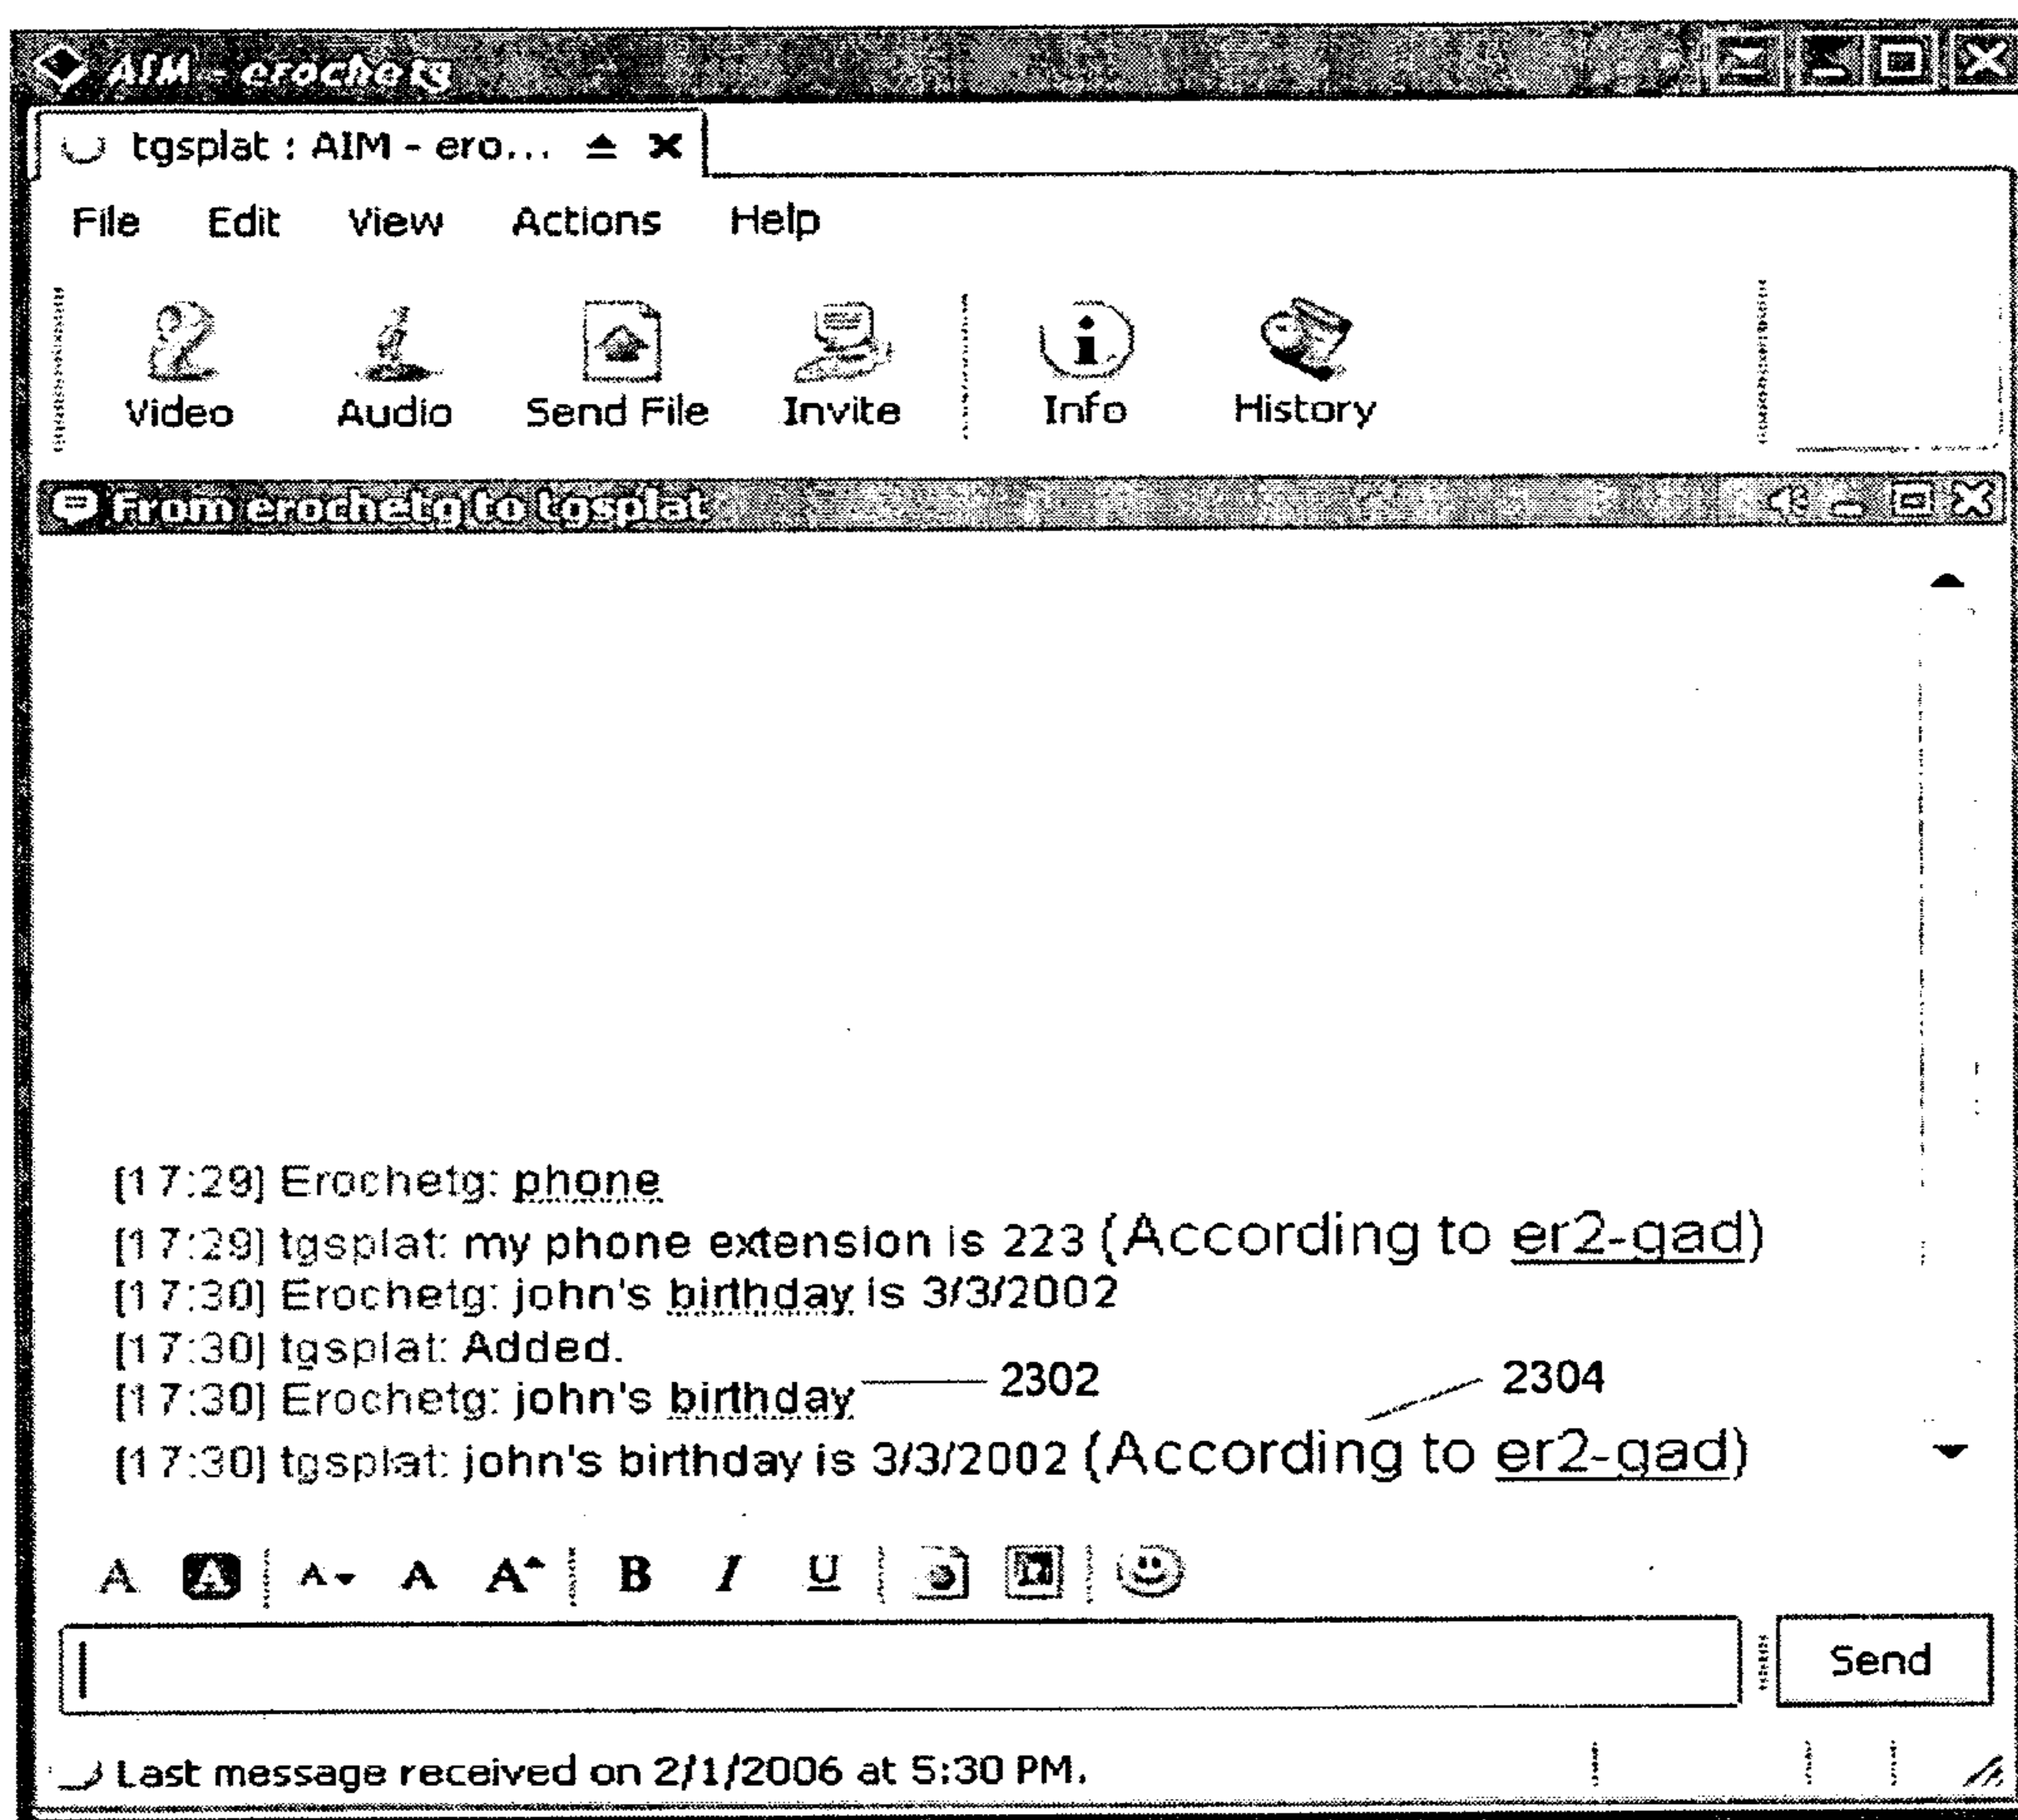 AIM - erochetg
tgsplat : AIM - ero...
File Edit View Actions Help
Video Audio Send File Invite Info History
From erochetg to tgsplat
[17:29] Erochetg: phone
[17:29] tgsplat: my phone extension is 223 (According to er2-gad)
[17:30] Erochetg: john's birthday is 3/3/2002
[17:30] tgsplat: Added.
[17:30] Erochetg: john's birthday 2302 2304
[17:30] tgsplat: john's birthday is 3/3/2002 (According to er2-gad)
A A A A A B I U
Send
Last message received on 2/1/2006 at 5:30 PM.